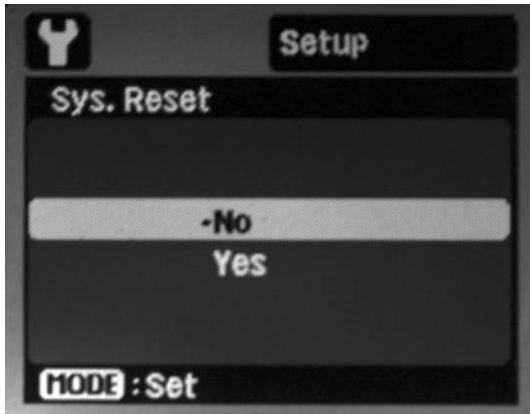 Setup
Sys. Reset
-No
Yes
MODE :Set